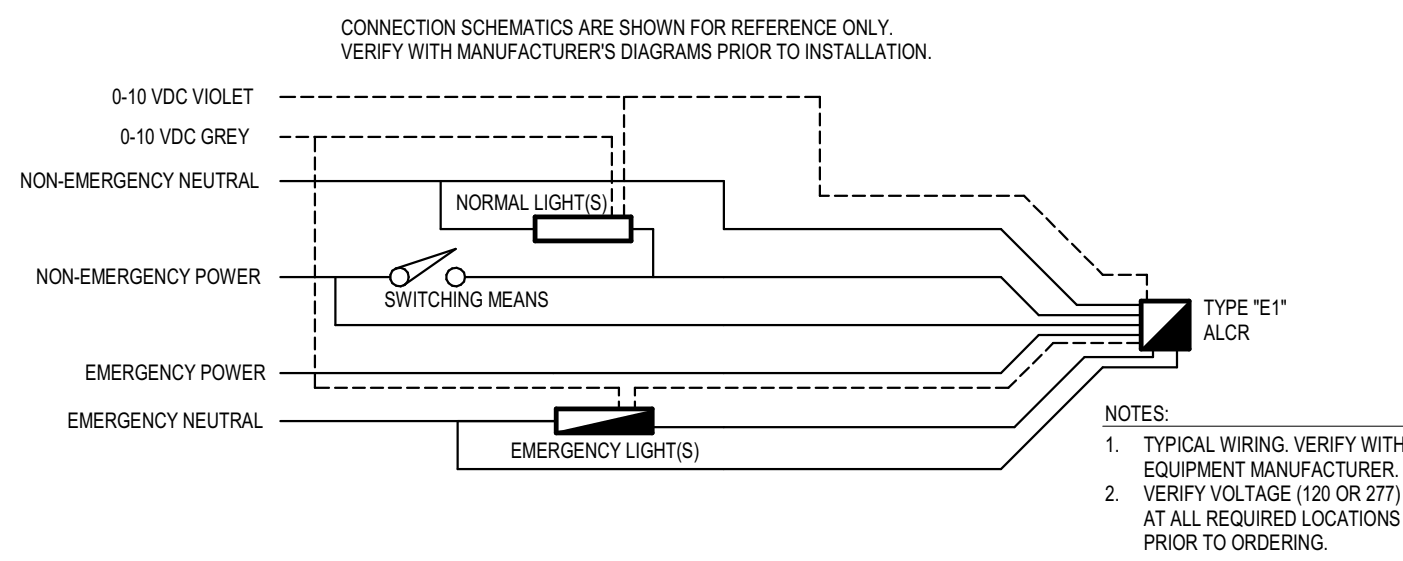 CONNECTION SCHEMATICS ARE SHOWN FOR REFERENCE ONLY.
VERIFY WITH MANUFACTURER'S DIAGRAMS PRIOR TO INSTALLATION.
0-10 VDC VIOLET
0-10 VDC GREY
NON-EMERGENCY NEUTRAL
NORMAL LIGHT(S)
NON-EMERGENCY POWER
SWITCHING MEANS
TYPE "E1"
ALCR
EMERGENCY POWER
EMERGENCY NEUTRAL
EMERGENCY LIGHT(S)
NOTES:
1. TYPICAL WIRING. VERIFY WITH
EQUIPMENT MANUFACTURER.
2. VERIFY VOLTAGE (120 OR 277)
AT ALL REQUIRED LOCATIONS
PRIOR TO ORDERING.